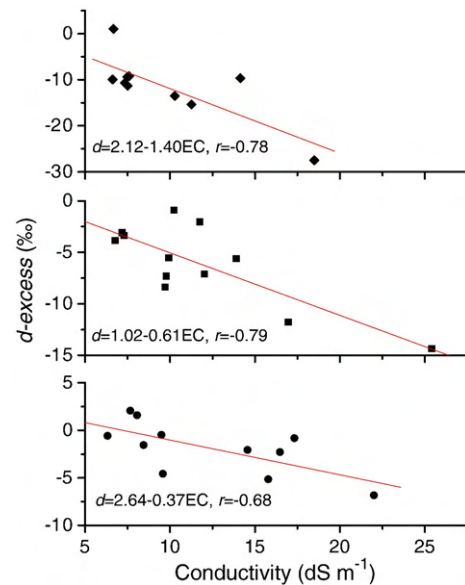 0
-10
-20
-30
d=2.12-1.40EC, r=-0.78
0
-5
-10
-15
d-excess (‰)
d=1.02-0.61EC, r=-0.79
5
0
-5
-10
d=2.64-0.37EC, r=-0.68
5 10 15 20 25
Conductivity (dS m⁻¹)